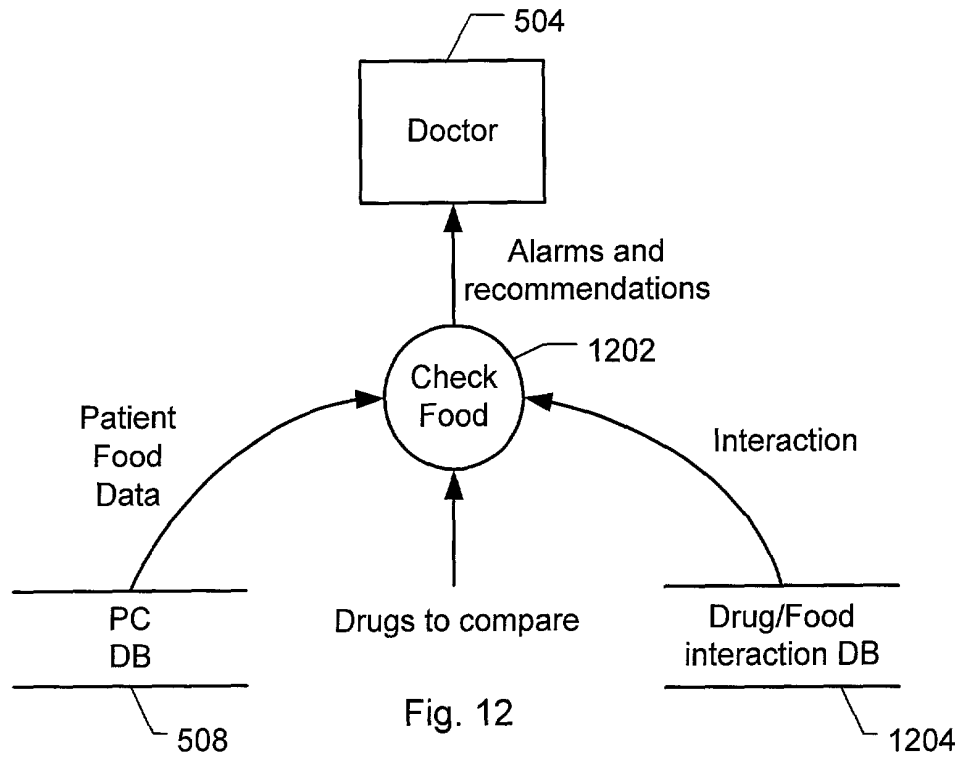 504
Doctor
Alarms and
recommendations
1202
Check
Food
Patient
Food
Data
Interaction
PC
DB
Drugs to compare
Drug/Food
interaction DB
508
Fig. 12
1204